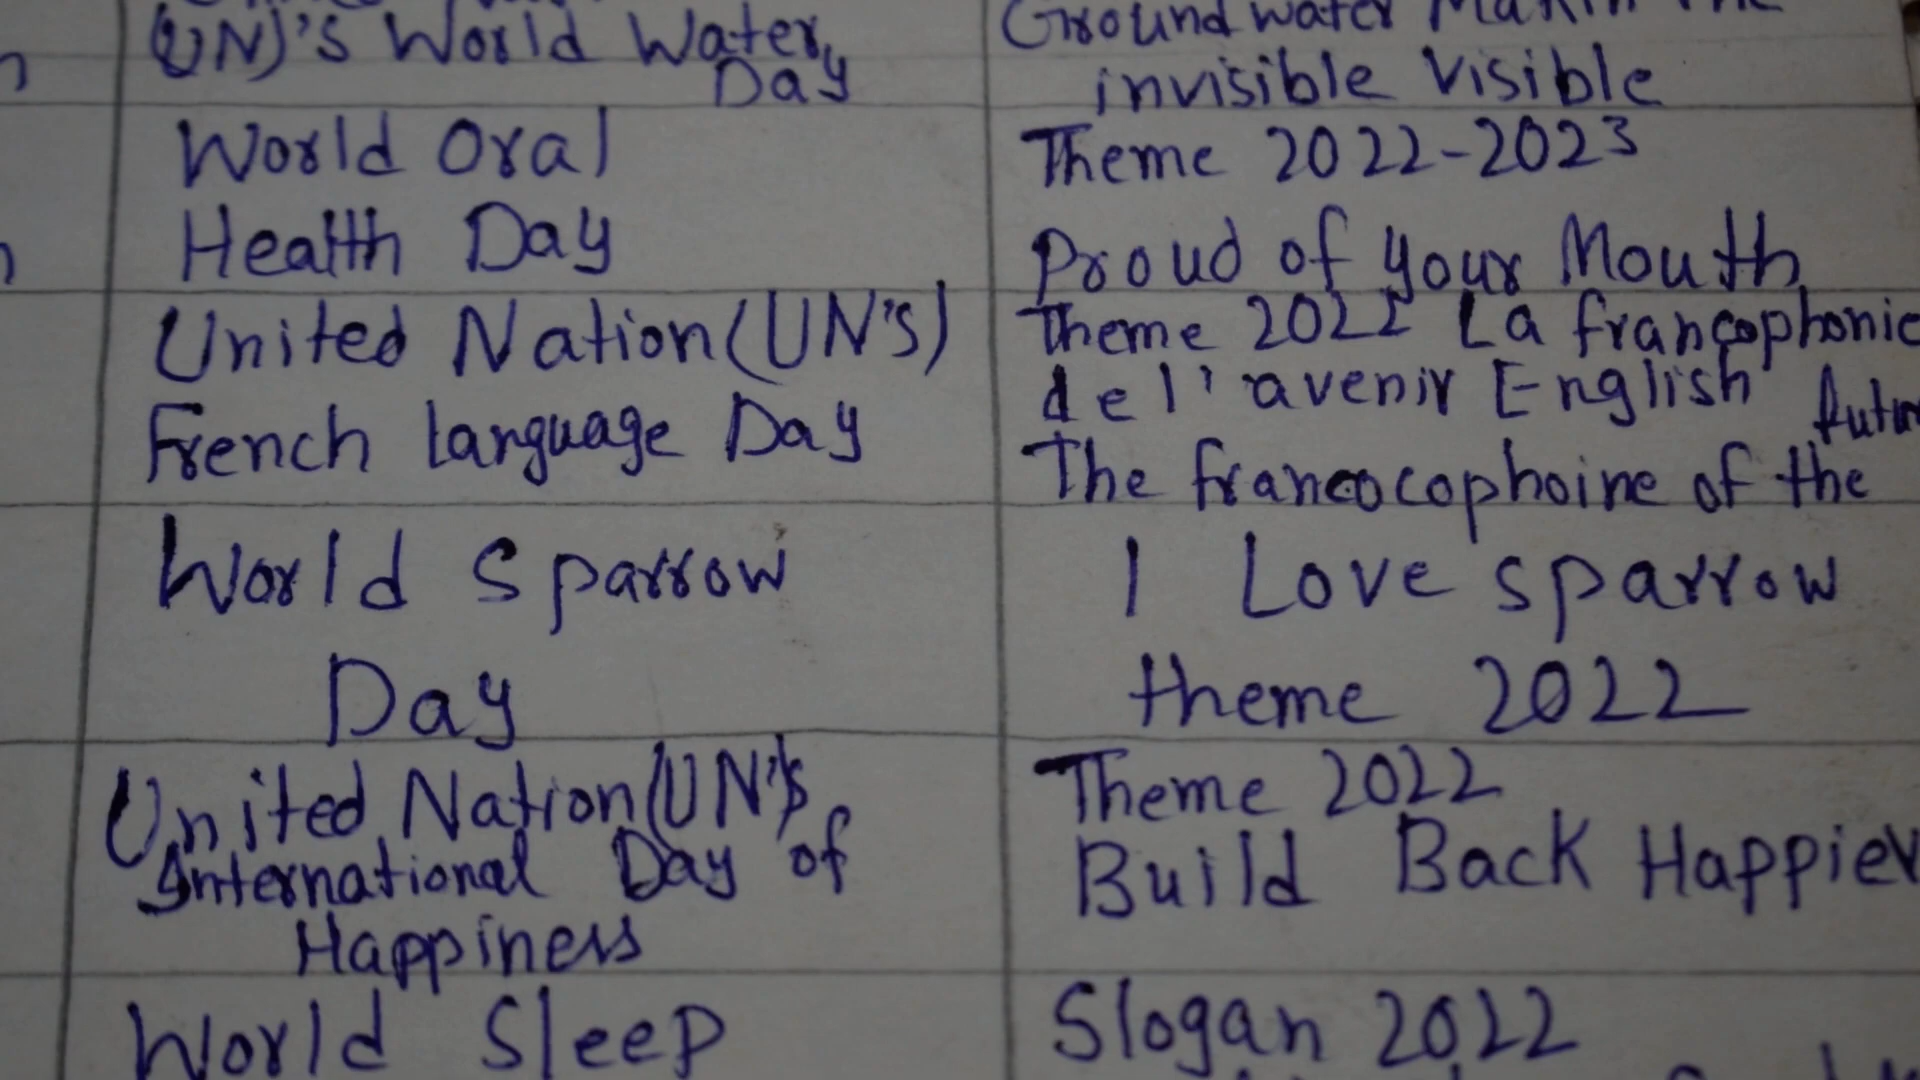 (UN)'s World Water
Day
Ground water Makin the
invisible Visible
World Oral
Health Day
Theme 2022-2023
Proud of your Mouth
United Nation (UN's)
French language Day
Theme 2022 La francophonie
de l'avenir English
The francocophoine of the
future
World Sparrow
Day
I Love sparrow
theme 2022
United Nation (UN's
International Day of
Happiness
Theme 2022
Build Back Happier
World Sleep
Slogan 2022